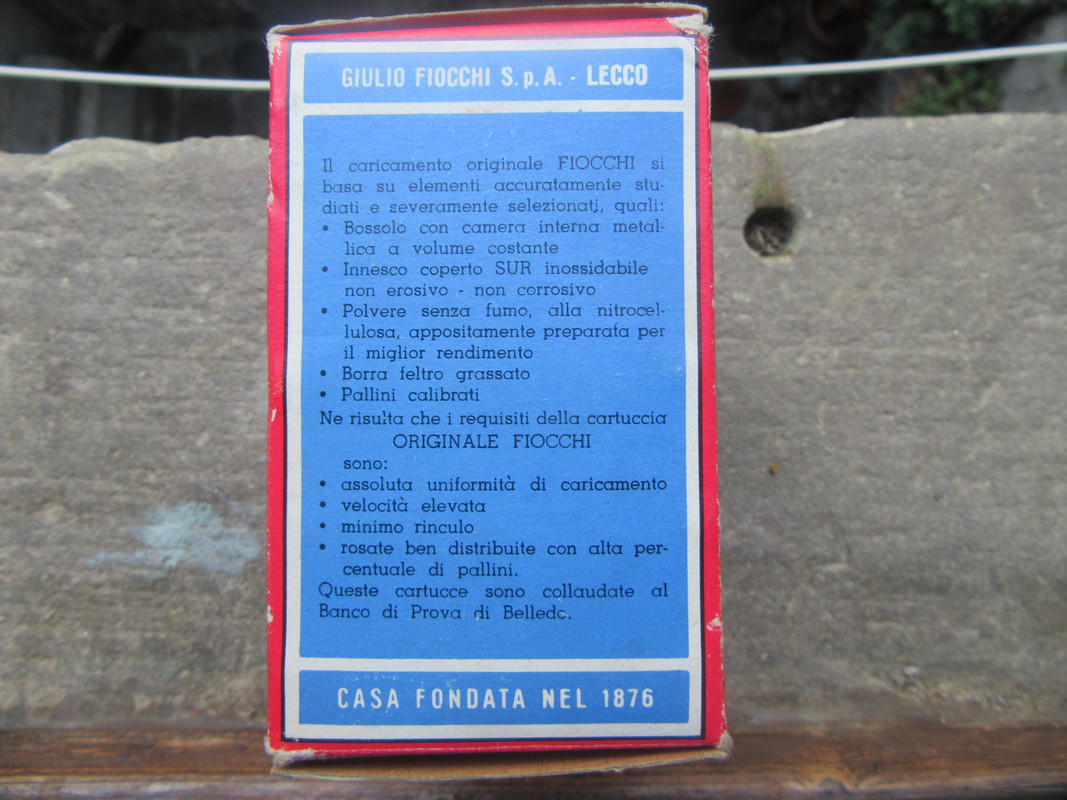 GIULIO FIOCCHI S.p.A. - LECCO
Il caricamento originale FIOCCHI si
basa su elementi accuratamente stu-
diati e severamente selezionati, quali:
• Bossolo con camera interna metal-
lica a volume costante
• Innesco coperto SUR inossidabile
non erosivo - non corrosivo
• Polvere senza fumo, alla nitrocel-
lulosa, appositamente preparata per
il miglior rendimento
• Borra feltro grassato
• Pallini calibrati
Ne risulta che i requisiti della cartuccia
ORIGINALE FIOCCHI
sono:
• assoluta uniformità di caricamento
• velocità elevata
• minimo rinculo
• rosate ben distribuite con alta per-
centuale di pallini.
Queste cartucce sono collaudate al
Banco di Prova di Belledo.
CASA FONDATA NEL 1876